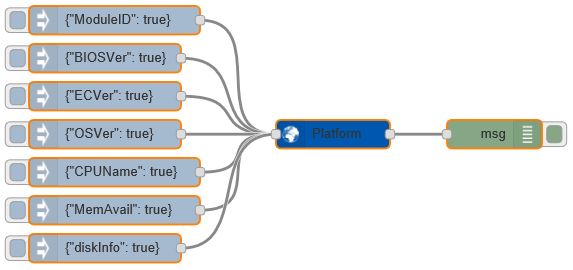 {"ModuleID": true}
{"BIOSVer": true}
{"ECVer": true}
{"OSVer": true}
{"CPUName": true}
{"MemAvail": true}
{"diskInfo": true}
Platform
msg